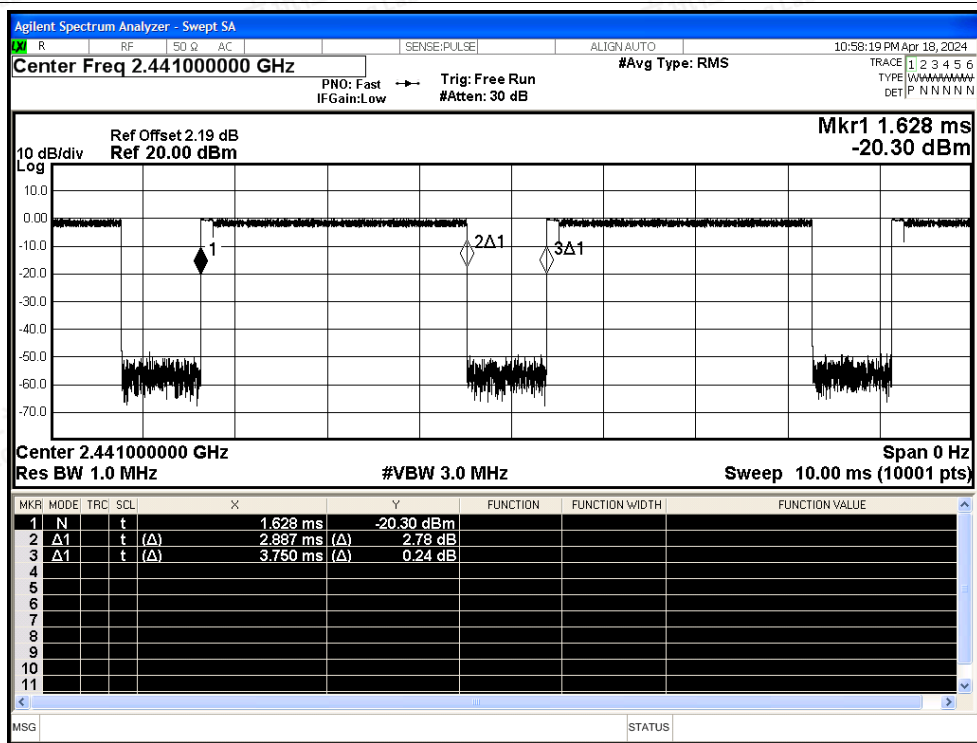 Agilent Spectrum Analyzer - Swept SA
LXI R RF 50 Ω AC SENSE:PULSE ALIGN AUTO 10:58:19 PM Apr 18, 2024
Center Freq 2.441000000 GHz #Avg Type: RMS TRACE 1 2 3 4 5 6
PNO: Fast Trig: Free Run TYPE
IFGain:Low #Atten: 30 dB DET P N N N N N
Mkr1 1.628 ms
Ref Offset 2.19 dB
10 dB/div Ref 20.00 dBm -20.30 dBm
Log
10.0
0.00
-10.0
1 2Δ1 3Δ1
-20.0
-30.0
-40.0
-50.0
-60.0
-70.0
Center 2.441000000 GHz Span 0 Hz
Res BW 1.0 MHz #VBW 3.0 MHz Sweep 10.00 ms (10001 pts)
MKR MODE TRC SCL X Y FUNCTION FUNCTION WIDTH FUNCTION VALUE
1 N t 1.628 ms -20.30 dBm
2 Δ1 t (Δ) 2.887 ms (Δ) 2.78 dB
3 Δ1 t (Δ) 3.750 ms (Δ) 0.24 dB
4
5
6
7
8
9
10
11
MSG STATUS